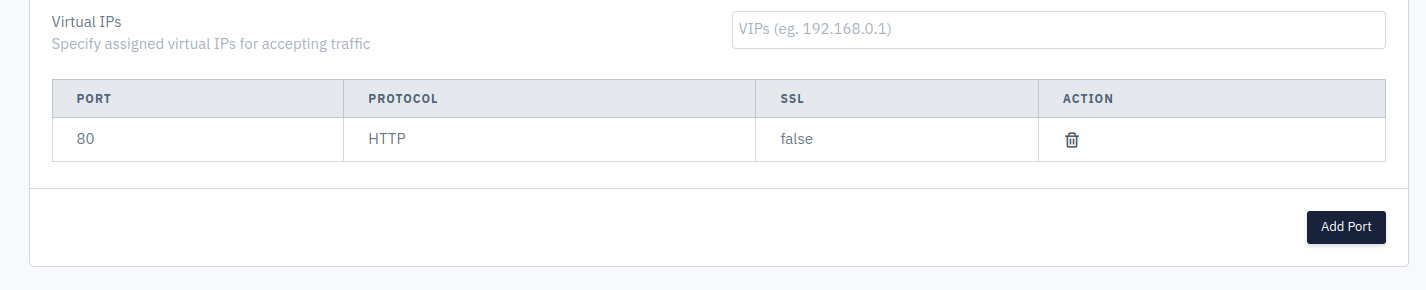 Virtual IPs
Specify assigned virtual IPs for accepting traffic
VIPs (eg. 192.168.0.1)
PORT PROTOCOL SSL ACTION
80 HTTP false
Add Port